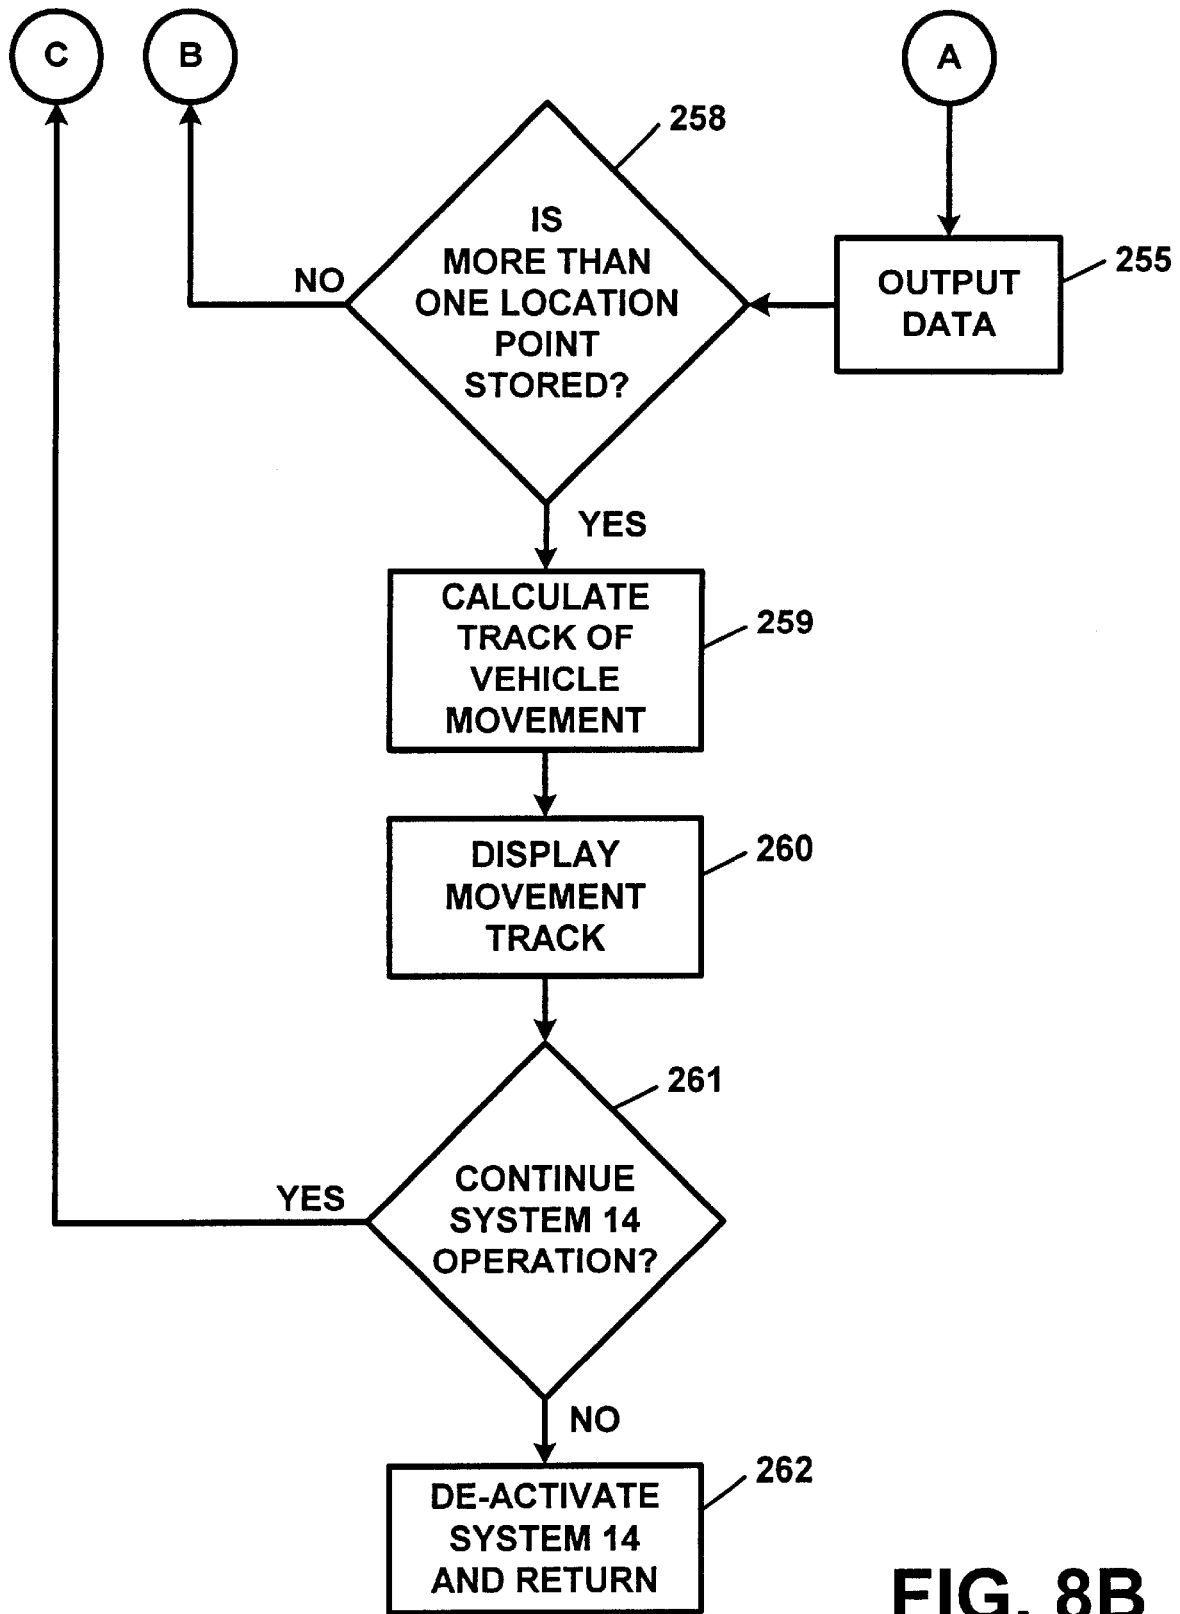 C
B
A
258
IS
MORE THAN
ONE LOCATION
POINT
STORED?
NO
OUTPUT
DATA
255
YES
CALCULATE
TRACK OF
VEHICLE
MOVEMENT
259
DISPLAY
MOVEMENT
TRACK
260
261
CONTINUE
SYSTEM 14
OPERATION?
YES
NO
DE-ACTIVATE
SYSTEM 14
AND RETURN
262
FIG. 8B